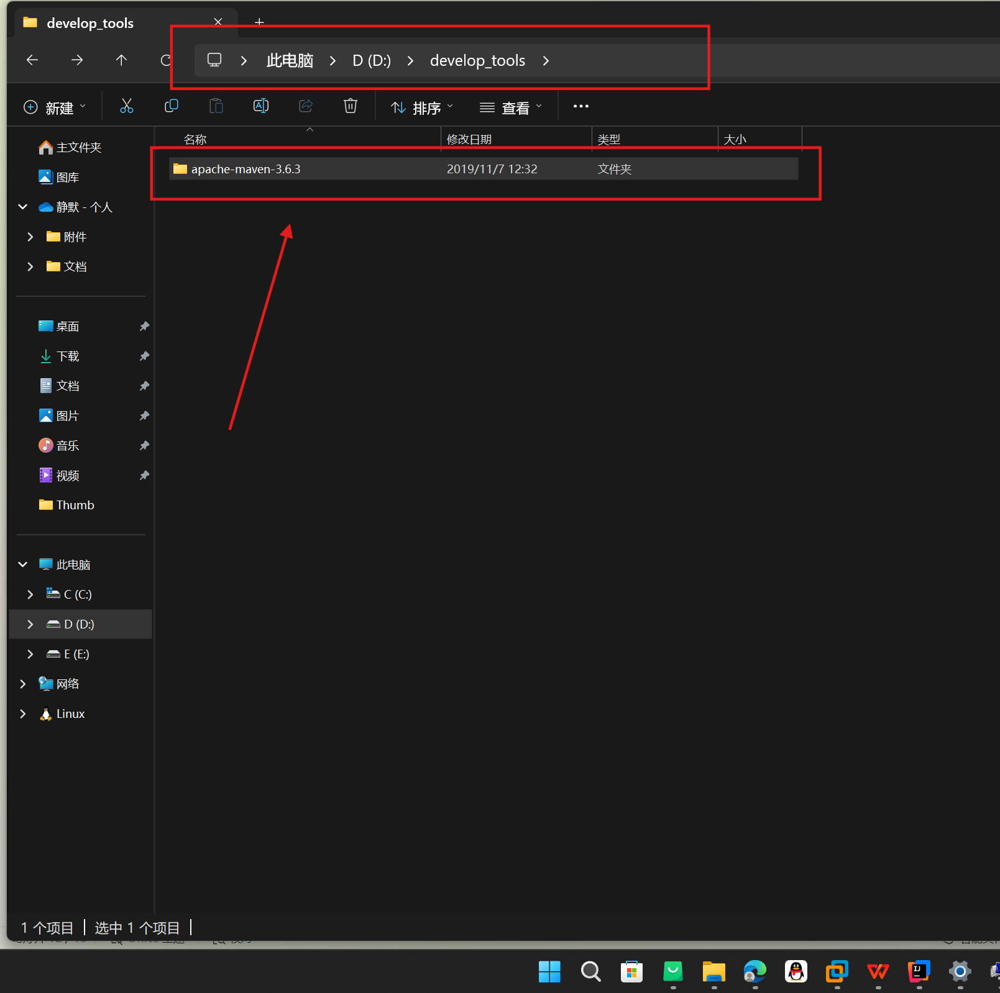 develop_tools
此电脑 D (D:) develop_tools
新建 排序 查看
名称 修改日期 类型 大小
apache-maven-3.6.3 2019/11/7 12:32 文件夹
主文件夹
图库
静默 - 个人
附件
文档
桌面
下载
文档
图片
音乐
视频
Thumb
此电脑
C (C:)
D (D:)
E (E:)
网络
Linux
1 个项目 选中 1 个项目